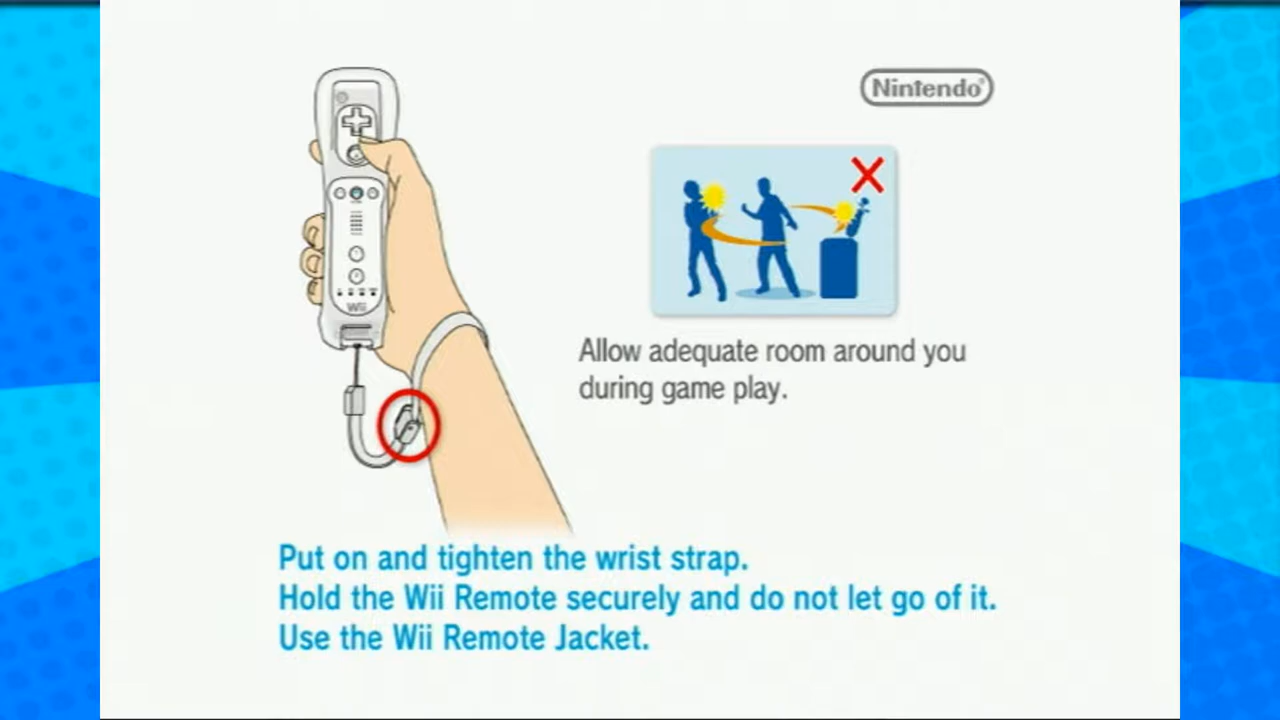 Nintendo®
Allow adequate room around you
during game play.
Wii
Put on and tighten the wrist strap.
Hold the Wii Remote securely and do not let go of it.
Use the Wii Remote Jacket.